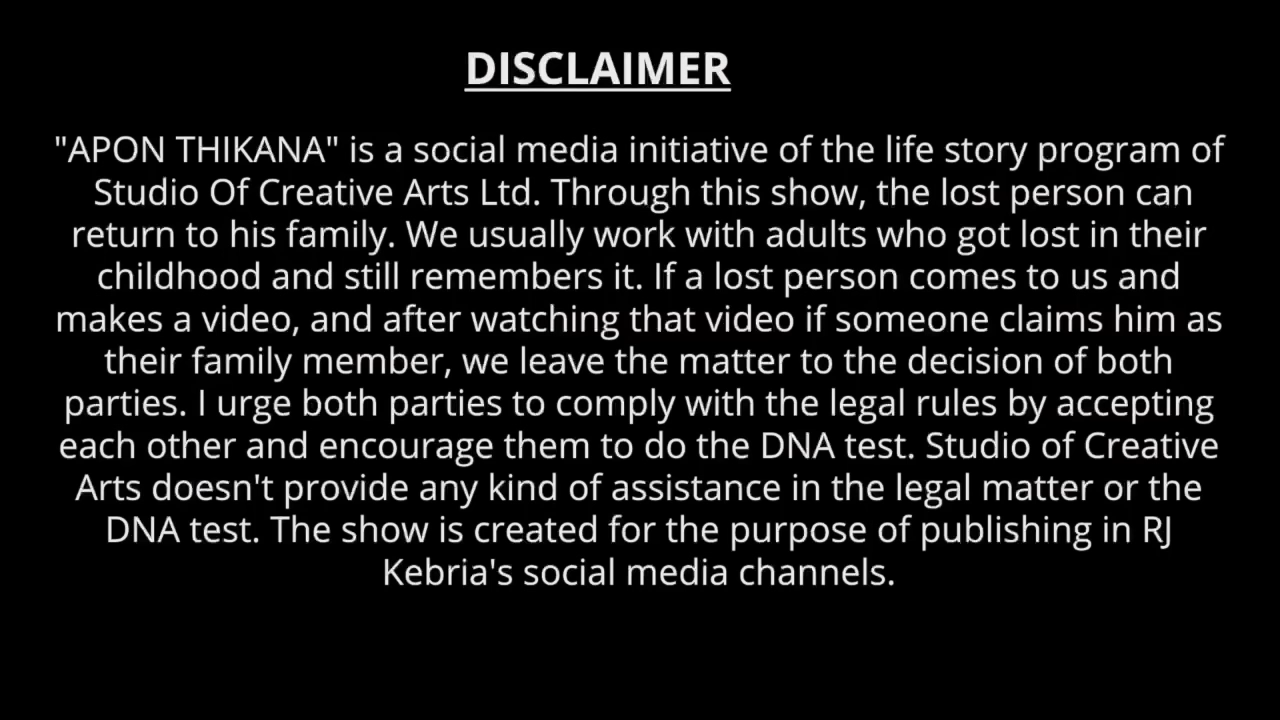 DISCLAIMER
"APON THIKANA" is a social media initiative of the life story program of
Studio Of Creative Arts Ltd. Through this show, the lost person can
return to his family. We usually work with adults who got lost in their
childhood and still remembers it. If a lost person comes to us and
makes a video, and after watching that video if someone claims him as
their family member, we leave the matter to the decision of both
parties. I urge both parties to comply with the legal rules by accepting
each other and encourage them to do the DNA test. Studio of Creative
Arts doesn't provide any kind of assistance in the legal matter or the
DNA test. The show is created for the purpose of publishing in RJ
Kebria's social media channels.